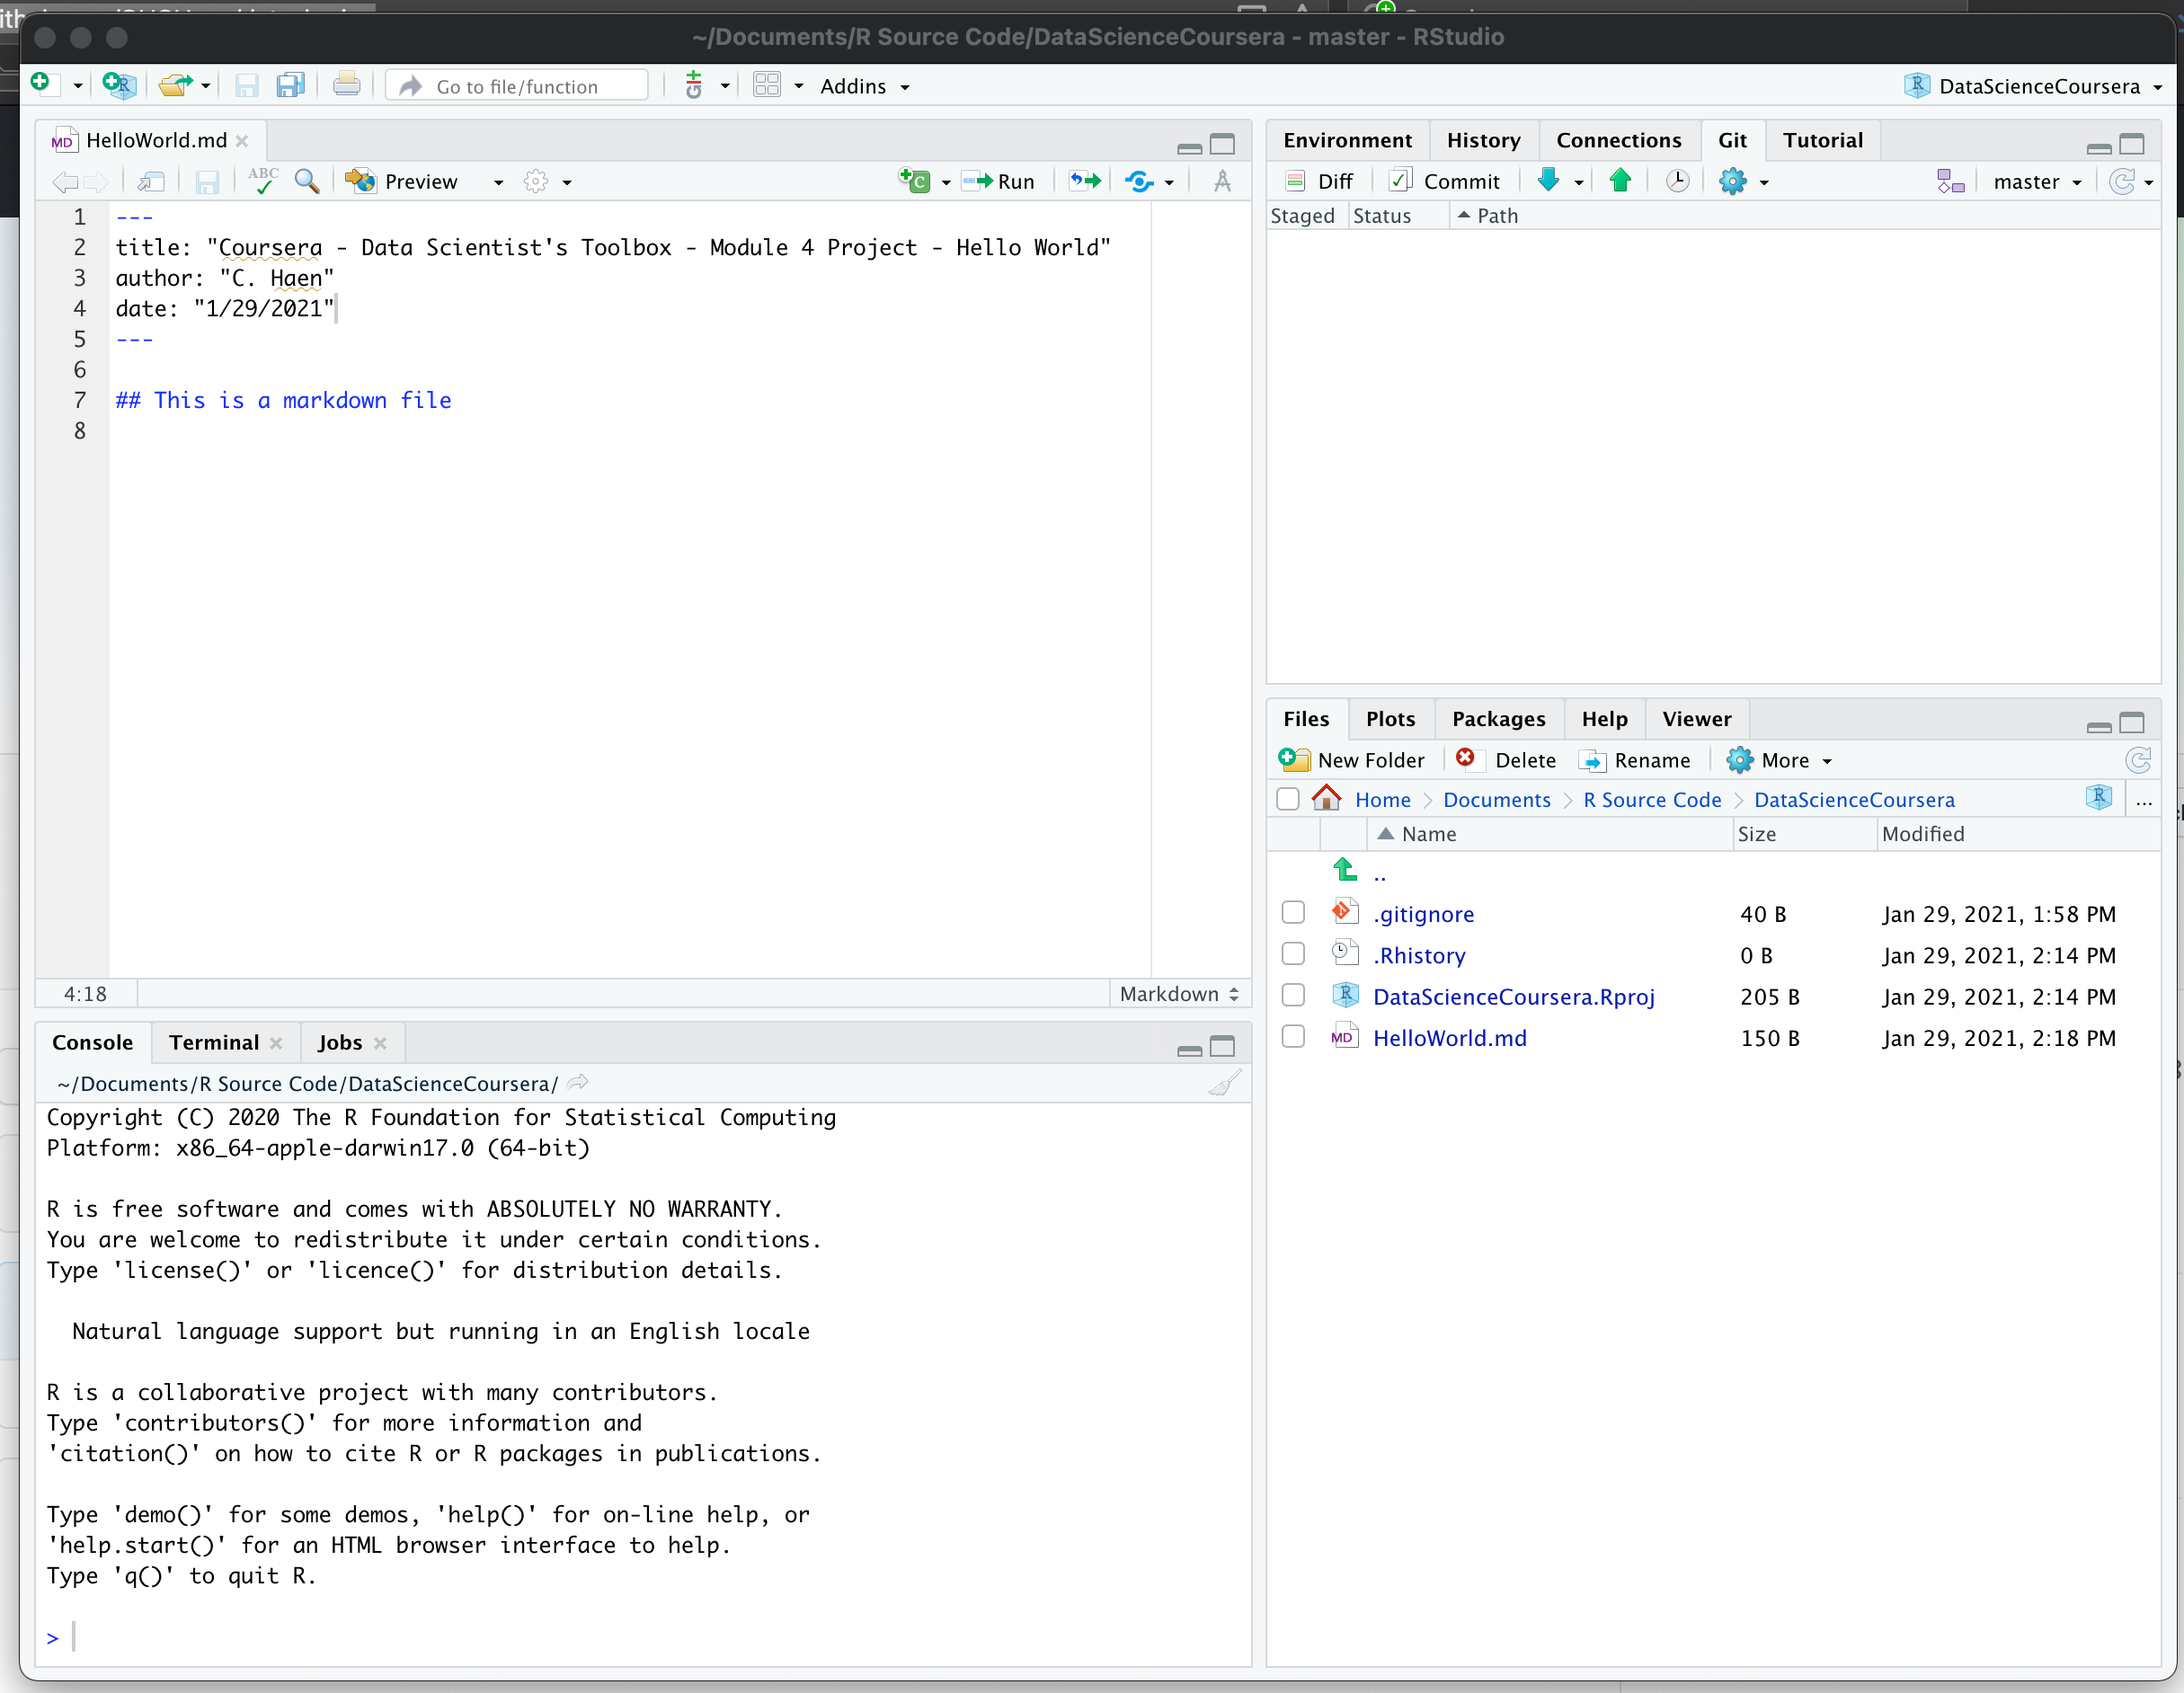 ~/Documents/R Source Code/DataScienceCoursera - master - RStudio
Go to file/function
Addins
DataScienceCoursera
HelloWorld.md
ABC
Preview
Run
1 ---
2 title: "Coursera - Data Scientist's Toolbox - Module 4 Project - Hello World"
3 author: "C. Haen"
4 date: "1/29/2021"
5 ---
6
7 ## This is a markdown file
8
4:18
Markdown
Console Terminal Jobs
~/Documents/R Source Code/DataScienceCoursera/
Copyright (C) 2020 The R Foundation for Statistical Computing
Platform: x86_64-apple-darwin17.0 (64-bit)
R is free software and comes with ABSOLUTELY NO WARRANTY.
You are welcome to redistribute it under certain conditions.
Type 'license()' or 'licence()' for distribution details.
Natural language support but running in an English locale
R is a collaborative project with many contributors.
Type 'contributors()' for more information and
'citation()' on how to cite R or R packages in publications.
Type 'demo()' for some demos, 'help()' for on-line help, or
'help.start()' for an HTML browser interface to help.
Type 'q()' to quit R.
>
Environment History Connections Git Tutorial
Diff Commit master
Staged Status Path
Files Plots Packages Help Viewer
New Folder Delete Rename More
Home Documents R Source Code DataScienceCoursera ...
Name Size Modified
..
.gitignore 40 B Jan 29, 2021, 1:58 PM
.Rhistory 0 B Jan 29, 2021, 2:14 PM
DataScienceCoursera.Rproj 205 B Jan 29, 2021, 2:14 PM
HelloWorld.md 150 B Jan 29, 2021, 2:18 PM